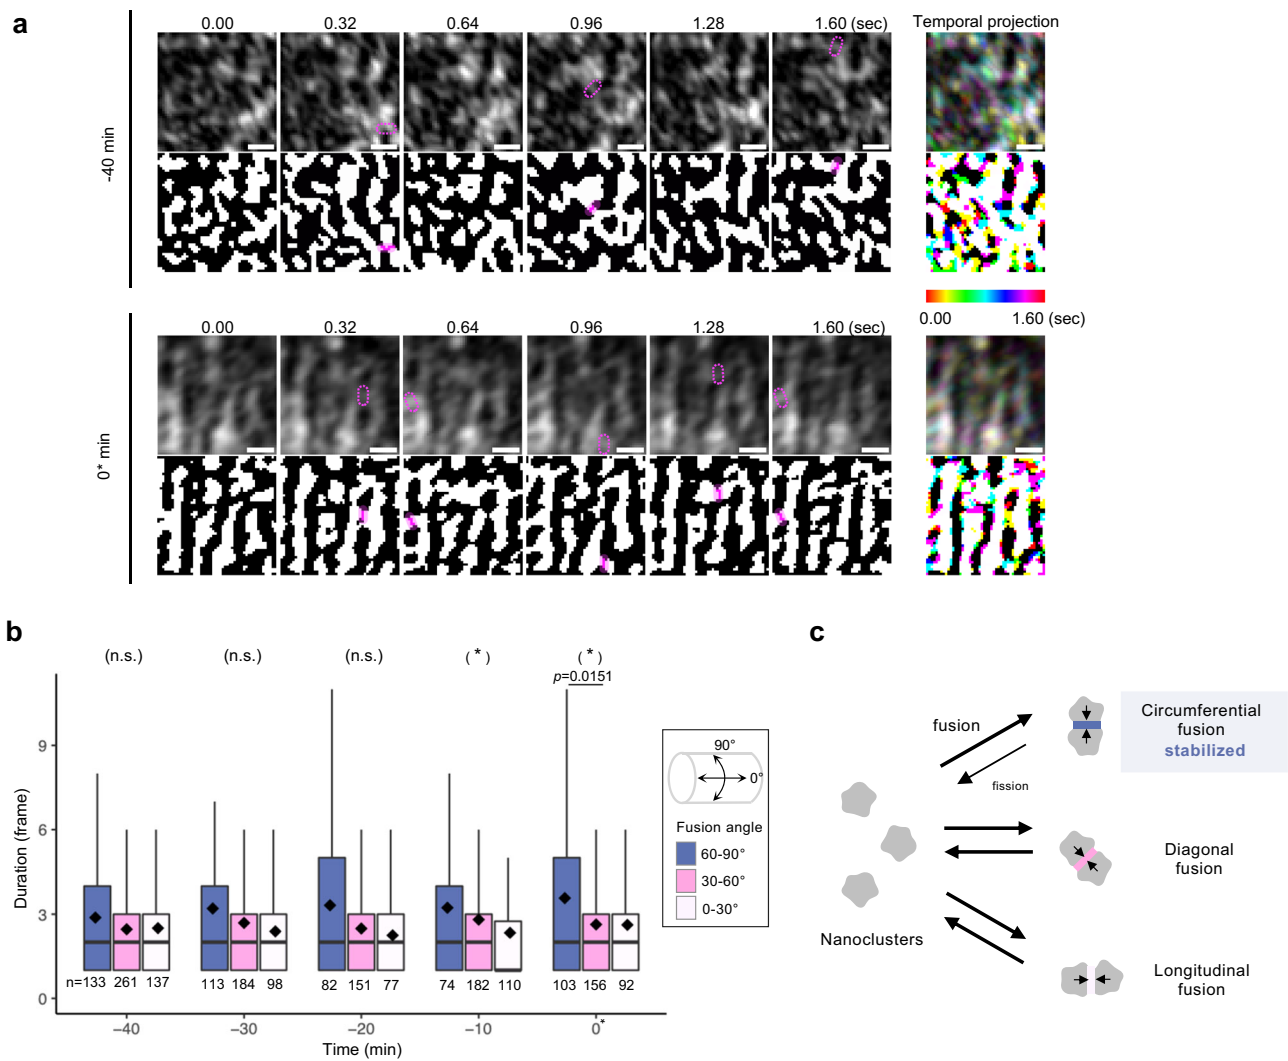 a
0.00 0.32 0.64 0.96 1.28 1.60 (sec) Temporal projection
-40 min
0.00 1.60 (sec)
0.00 0.32 0.64 0.96 1.28 1.60 (sec)
0* min
b
(n.s.) (n.s.) (n.s.) (*) (*)
p=0.0151
Duration (frame)
9
6
3
0
n=133 261 137 113 184 98 82 151 77 74 182 110 103 156 92
−40 −30 −20 −10 0*
Time (min)
90°
0°
Fusion angle
60-90°
30-60°
0-30°
c
fusion
fission
Nanoclusters
Circumferential
fusion
stabilized
Diagonal
fusion
Longitudinal
fusion